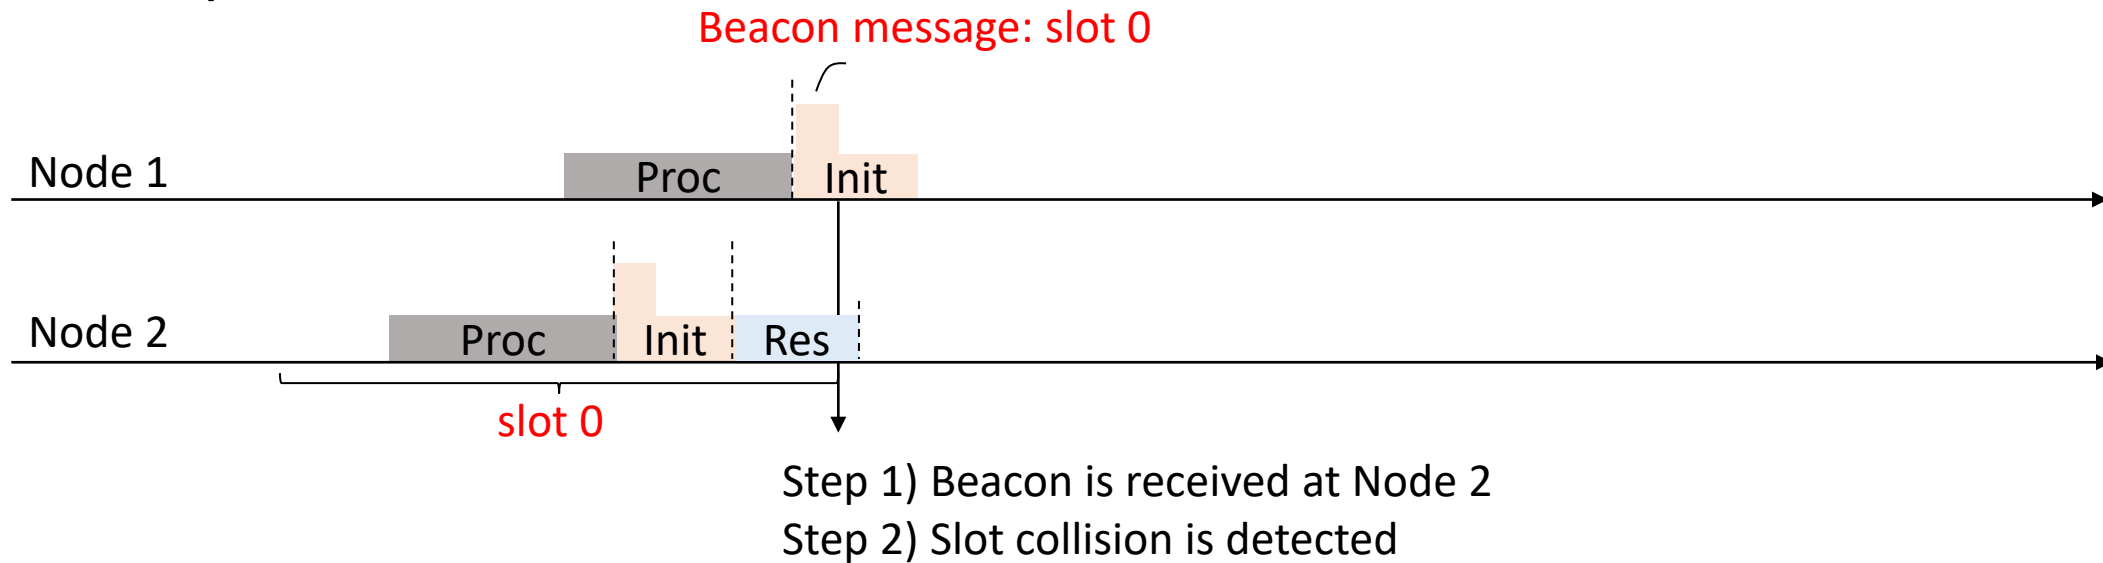 Beacon message: slot 0
Node 1
Proc
Init
Node 2
Proc
Init
Res
slot 0
Step 1) Beacon is received at Node 2
Step 2) Slot collision is detected